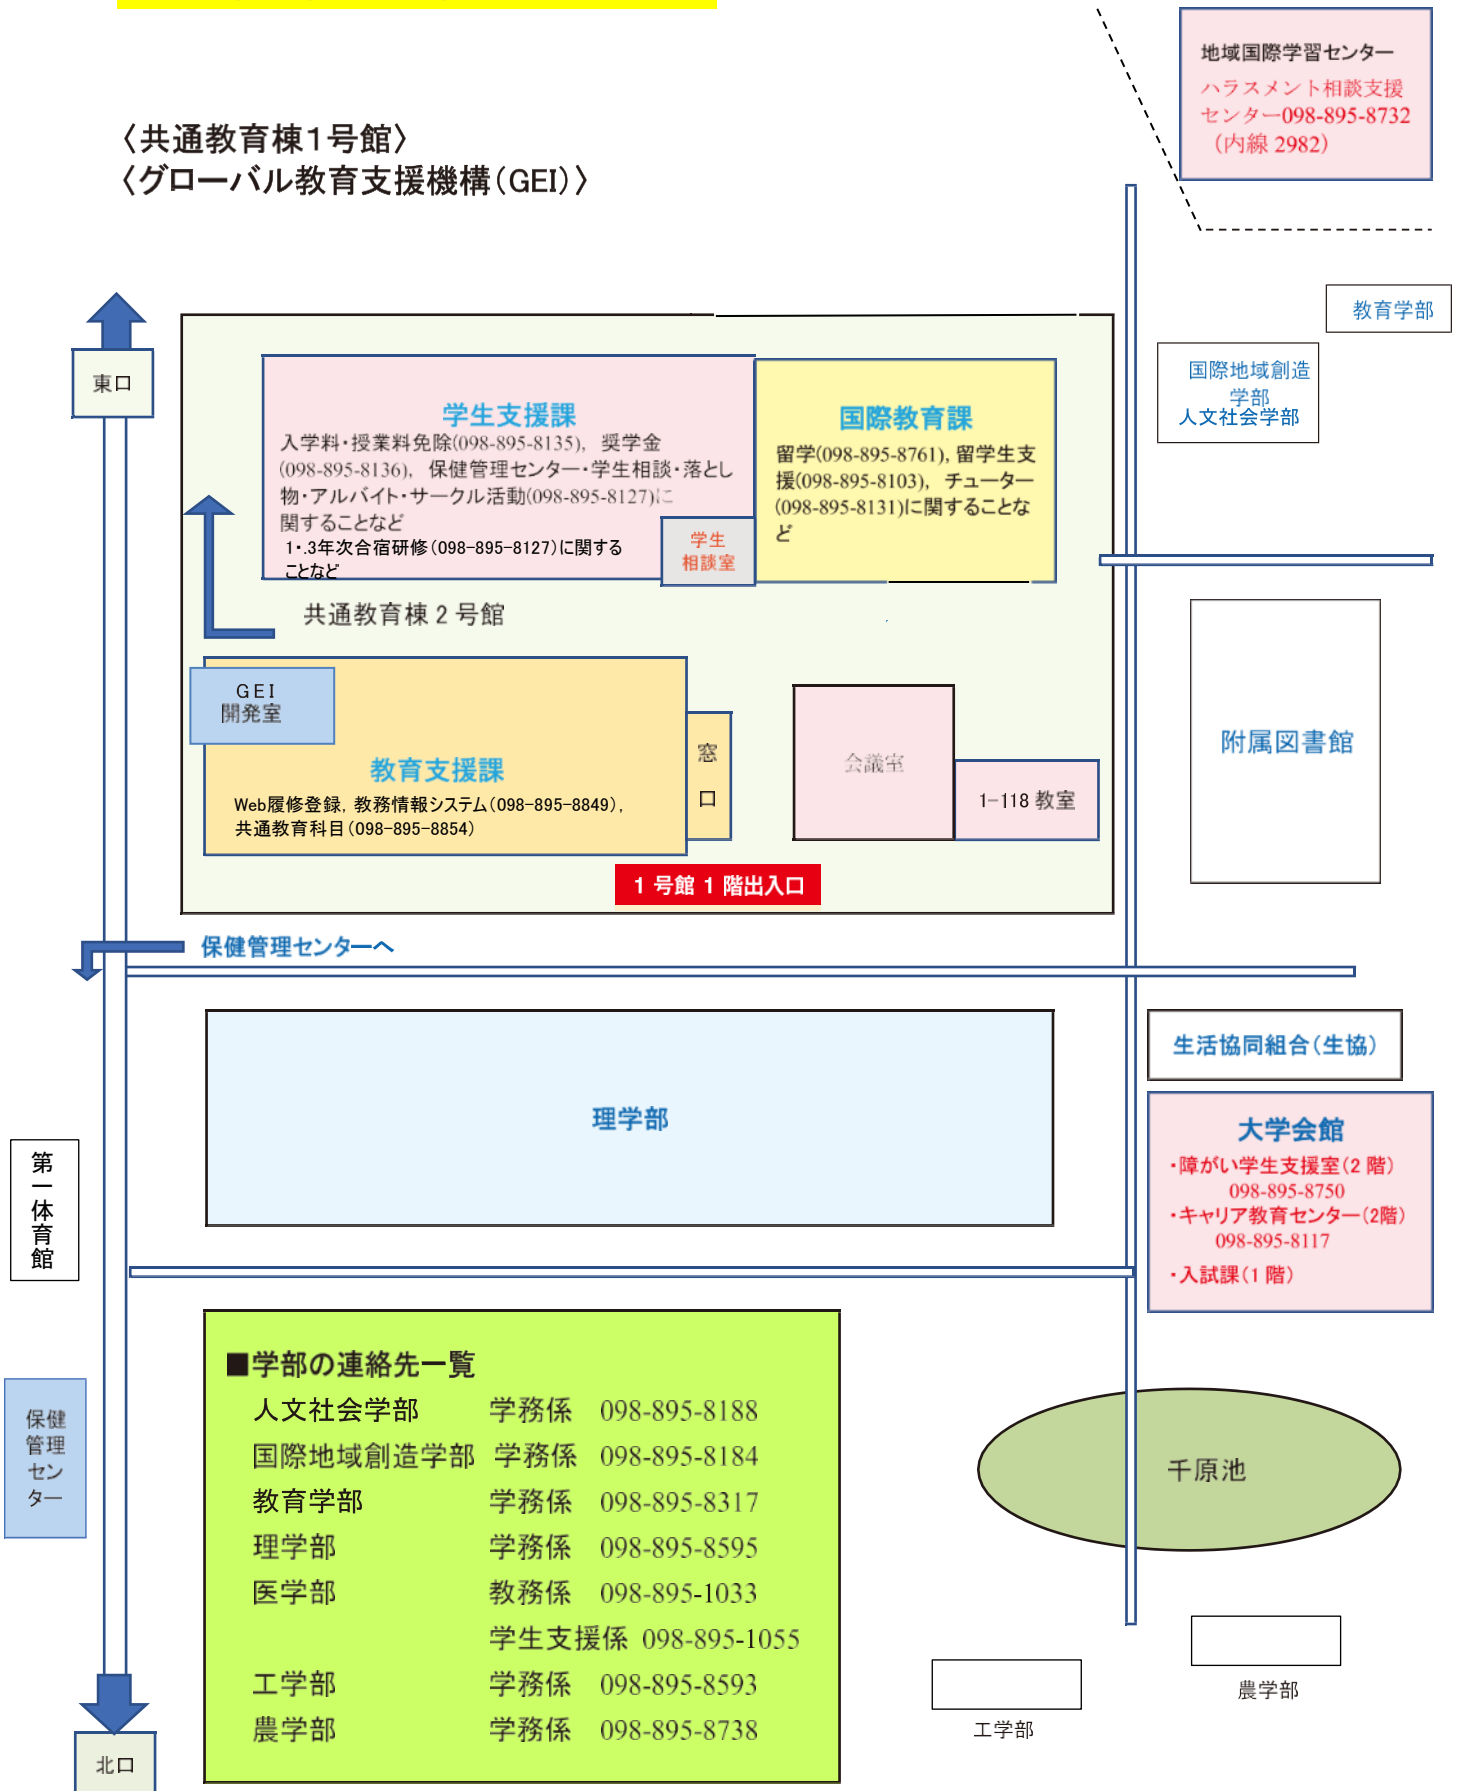 地域国際学習センター
ハラスメント相談支援
センター098-895-8732
（内線 2982）
〈共通教育棟１号館〉
〈グローバル教育支援機構（GEI）〉
東口
教育学部
国際地域創造
学部
人文社会学部
学生支援課
入学料・授業料免除(098-895-8135), 奨学金
(098-895-8136), 保健管理センター・学生相談・落とし
物・アルバイト・サークル活動(098-895-8127)に
関することなど
1・.3年次合宿研修（098-895-8127）に関する
ことなど
学生
相談室
国際教育課
留学(098-895-8761), 留学生支
援(098-895-8103), チューター
(098-895-8131)に関することな
ど
共通教育棟 2 号館
GEI
開発室
教育支援課
Web履修登録, 教務情報システム（098-895-8849）,
共通教育科目（098-895-8854）
窓
口
会議室
1-118 教室
附属図書館
1 号館 1 階出入口
保健管理センターへ
理学部
生活協同組合（生協）
大学会館
・障がい学生支援室（2 階）
098-895-8750
・キャリア教育センター（2階）
098-895-8117
・入試課（1 階）
第一体育館
■学部の連絡先一覧
人文社会学部 学務係 098-895-8188
国際地域創造学部 学務係 098-895-8184
教育学部 学務係 098-895-8317
理学部 学務係 098-895-8595
医学部 教務係 098-895-1033
学生支援係 098-895-1055
工学部 学務係 098-895-8593
農学部 学務係 098-895-8738
保健
管理
セン
ター
千原池
農学部
工学部
北口